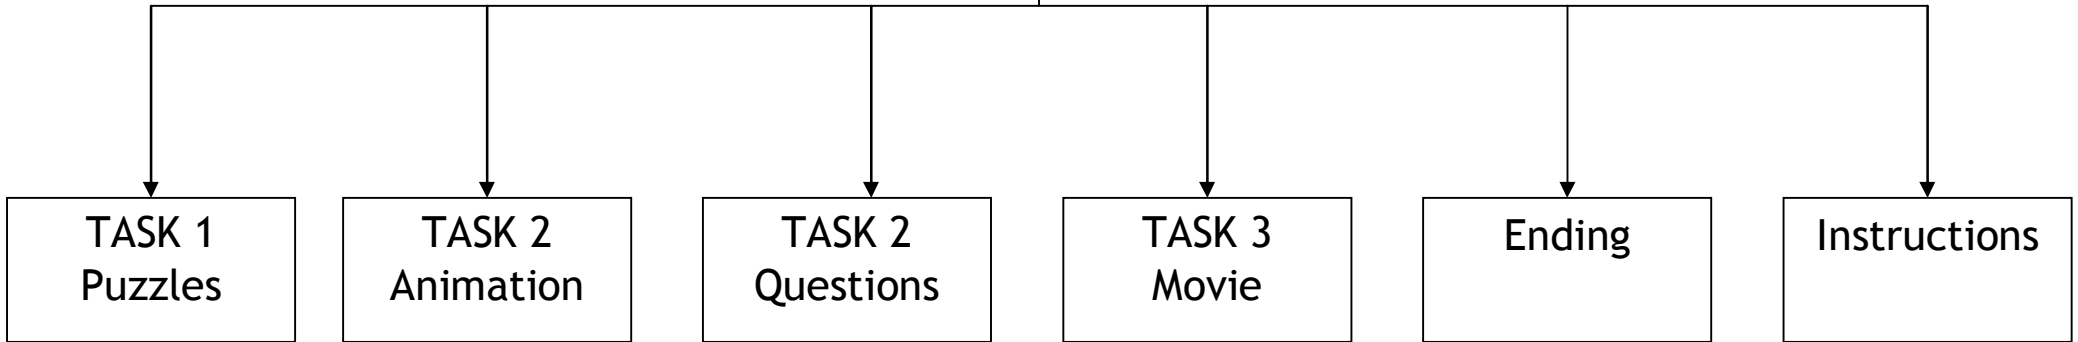 TASK 1
Puzzles
TASK 2
Animation
TASK 2
Questions
TASK 3
Movie
Ending
Instructions